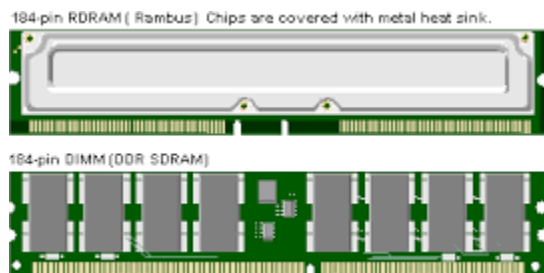 184-pin RDRAM ( Rambus) Chips are covered with metal heat sink.
184-pin DIMM (DDR SDRAM)